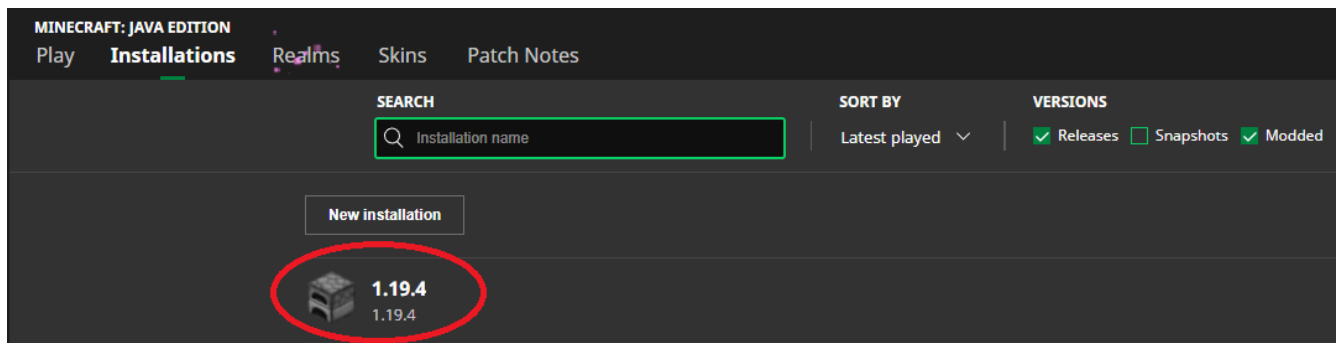 MINECRAFT: JAVA EDITION
Play Installations Realms Skins Patch Notes
SEARCH SORT BY VERSIONS
Installation name Latest played Releases Snapshots Modded
New installation
1.19.4
1.19.4